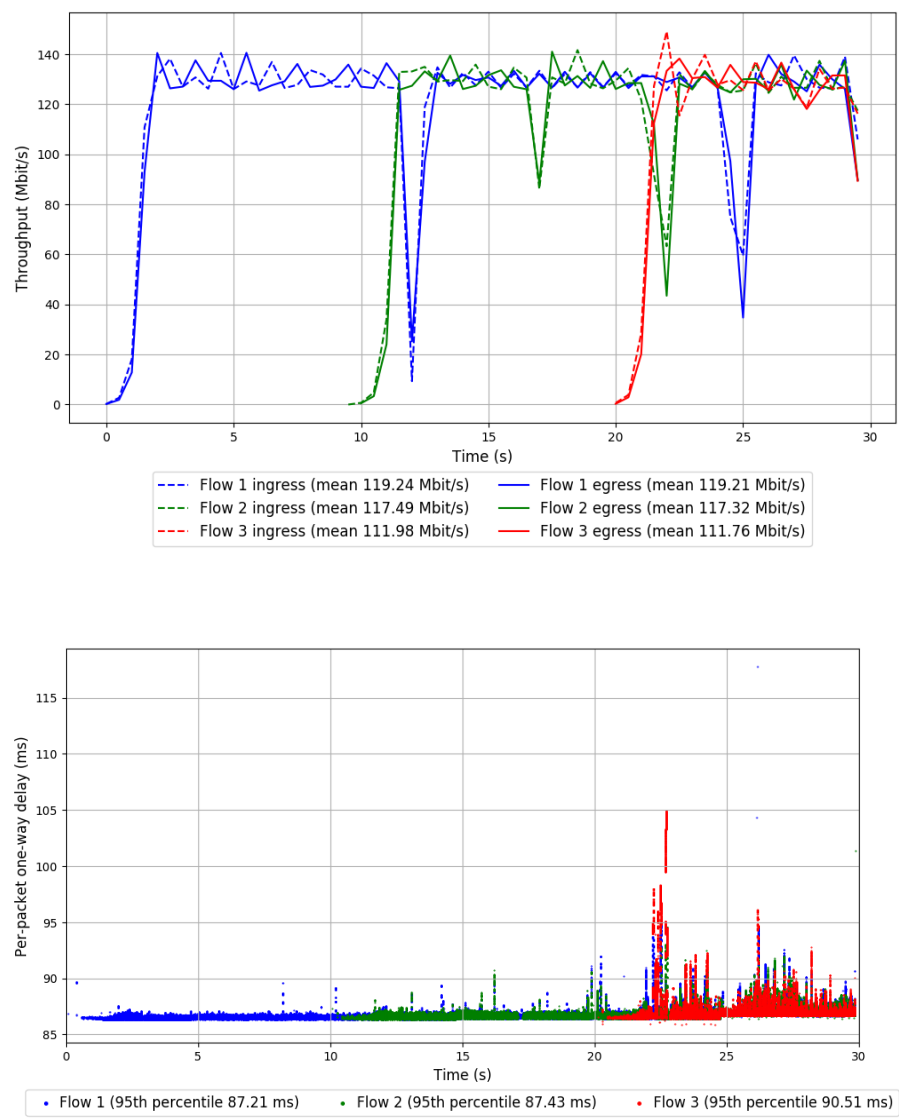 140
120
100
80
60
40
20
0
Throughput (Mbit/s)
0 5 10 15 20 25 30
Time (s)
Flow 1 ingress (mean 119.24 Mbit/s) Flow 1 egress (mean 119.21 Mbit/s)
Flow 2 ingress (mean 117.49 Mbit/s) Flow 2 egress (mean 117.32 Mbit/s)
Flow 3 ingress (mean 111.98 Mbit/s) Flow 3 egress (mean 111.76 Mbit/s)
115
110
105
100
95
90
85
Per-packet one-way delay (ms)
0 5 10 15 20 25 30
Time (s)
Flow 1 (95th percentile 87.21 ms) Flow 2 (95th percentile 87.43 ms) Flow 3 (95th percentile 90.51 ms)